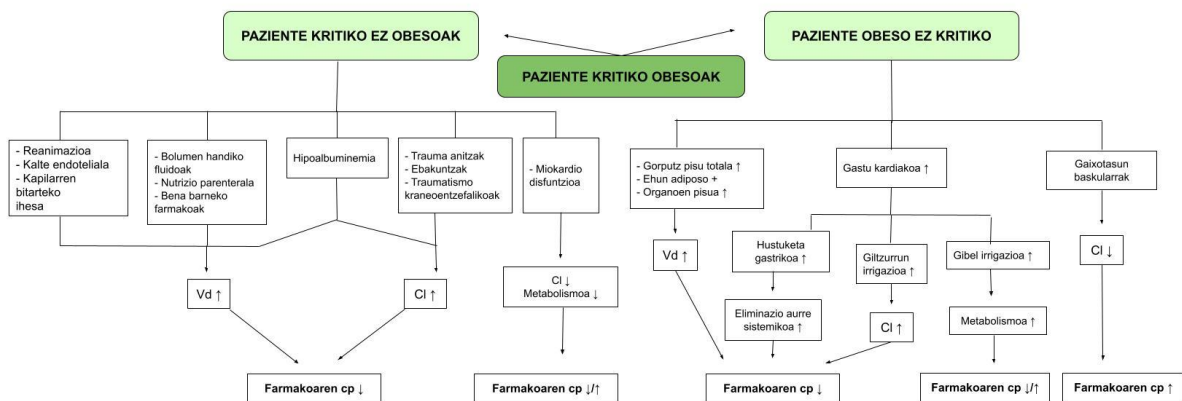 PAZIENTE KRITIKO EZ OBESOAK
PAZIENTE OBESO EZ KRITIKO
PAZIENTE KRITIKO OBESOAK
- Reanimazioa
- Kalte endoteliala
- Kapilarren
bitarteko
ihesa
- Bolumen handiko
fluidoak
- Nutrizio parenterala
- Bena barneko
farmakoak
Hipoalbuminemia
- Trauma anitzak
- Ebakuntzak
- Traumatismo
kraneoentzefalikoak
- Miokardio
disfuntzioa
- Gorputz pisu totala ↑
- Ehun adiposo +
- Organoen pisua ↑
Gastu kardiakoa ↑
Gaixotasun
baskularrak
Vd ↑
Cl ↑
Cl ↓
Metabolismoa ↓
Vd ↑
Hustuketa
gastrikoa ↑
Giltzurrun
irrigazioa ↑
Gibel irrigazioa ↑
Cl ↓
Eliminazio aurre
sistemikoa ↑
Cl ↑
Metabolismoa ↑
Farmakoaren cp ↓
Farmakoaren cp ↓/↑
Farmakoaren cp ↓
Farmakoaren cp ↓/↑
Farmakoaren cp ↑